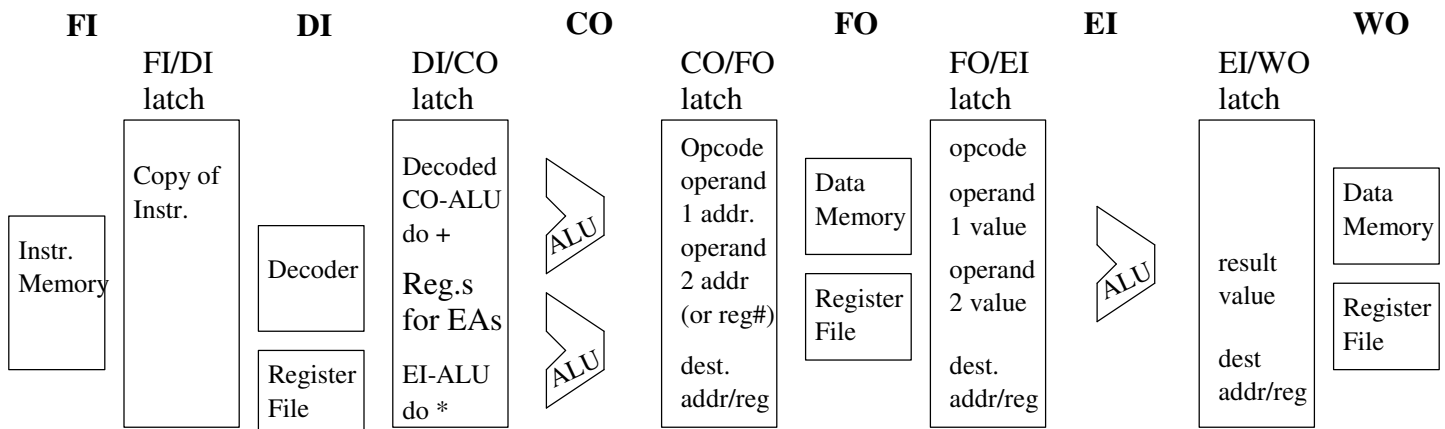 FI
DI
CO
FO
EI
WO
FI/DI
latch
DI/CO
latch
CO/FO
latch
FO/EI
latch
EI/WO
latch
Instr.
Memory
Copy of
Instr.
Decoder
Register
File
Decoded
CO-ALU
do +
Reg.s
for EAs
EI-ALU
do *
ALU
ALU
Opcode
operand
1 addr.
operand
2 addr
(or reg#)
dest.
addr/reg
Data
Memory
Register
File
opcode
operand
1 value
operand
2 value
dest.
addr/reg
ALU
result
value
dest
addr/reg
Data
Memory
Register
File